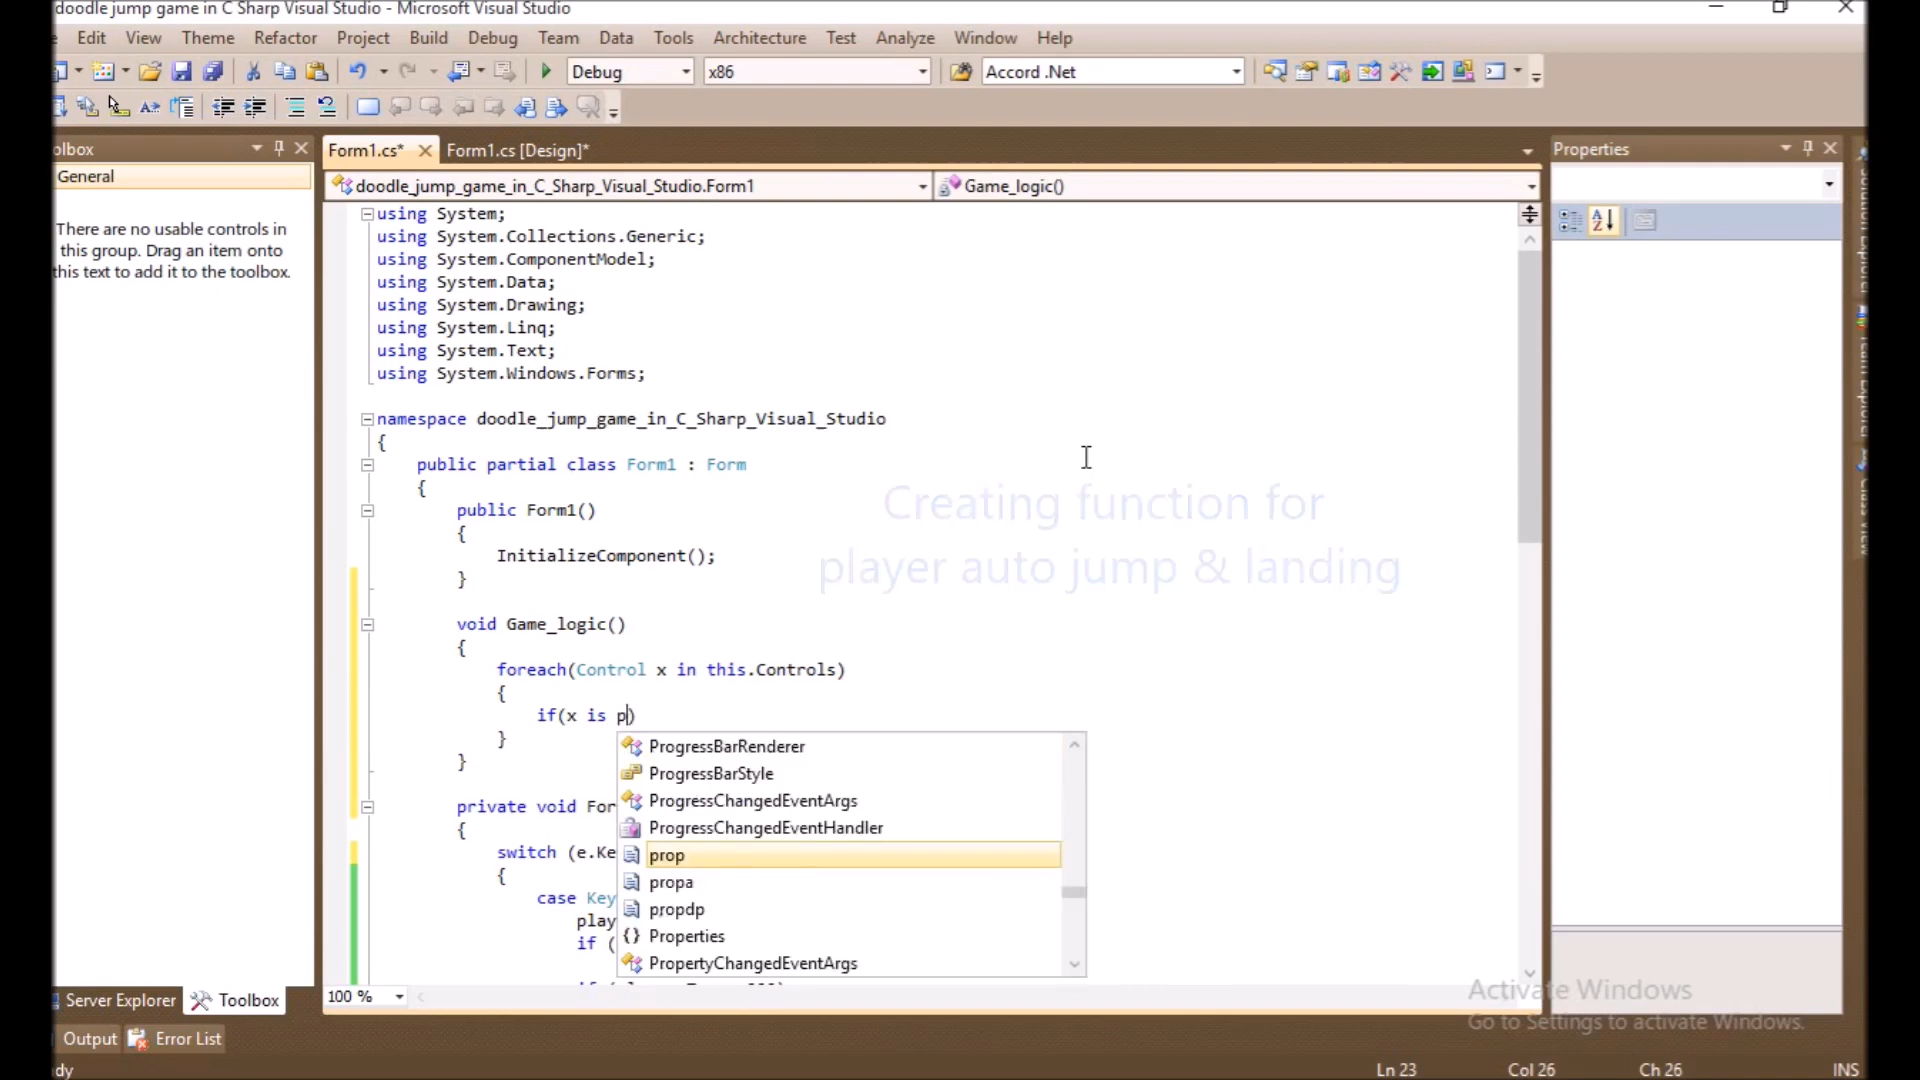 doodle jump game in C Sharp Visual Studio - Microsoft Visual Studio
Edit View Theme Refactor Project Build Debug Team Data Tools Architecture Test Analyze Window Help
Debug x86 Accord .Net
olbox
General
There are no usable controls in
this group. Drag an item onto
this text to add it to the toolbox.
Form1.cs* Form1.cs [Design]*
doodle_jump_game_in_C_Sharp_Visual_Studio.Form1 Game_logic()
using System;
using System.Collections.Generic;
using System.ComponentModel;
using System.Data;
using System.Drawing;
using System.Linq;
using System.Text;
using System.Windows.Forms;
namespace doodle_jump_game_in_C_Sharp_Visual_Studio
{
public partial class Form1 : Form
{
public Form1()
{
InitializeComponent();
}
void Game_logic()
{
foreach(Control x in this.Controls)
{
if(x is p)
}
}
private void For
{
switch (e.Ke
{
case Key
play
if (
ProgressBarRenderer
ProgressBarStyle
ProgressChangedEventArgs
ProgressChangedEventHandler
prop
propa
propdp
Properties
PropertyChangedEventArgs
Creating function for
player auto jump & landing
100 %
Properties
Solution Explorer
Team Explorer
Class View
Activate Windows
Go to Settings to activate Windows.
Server Explorer Toolbox
Output Error List
dy Ln 23 Col 26 Ch 26 INS